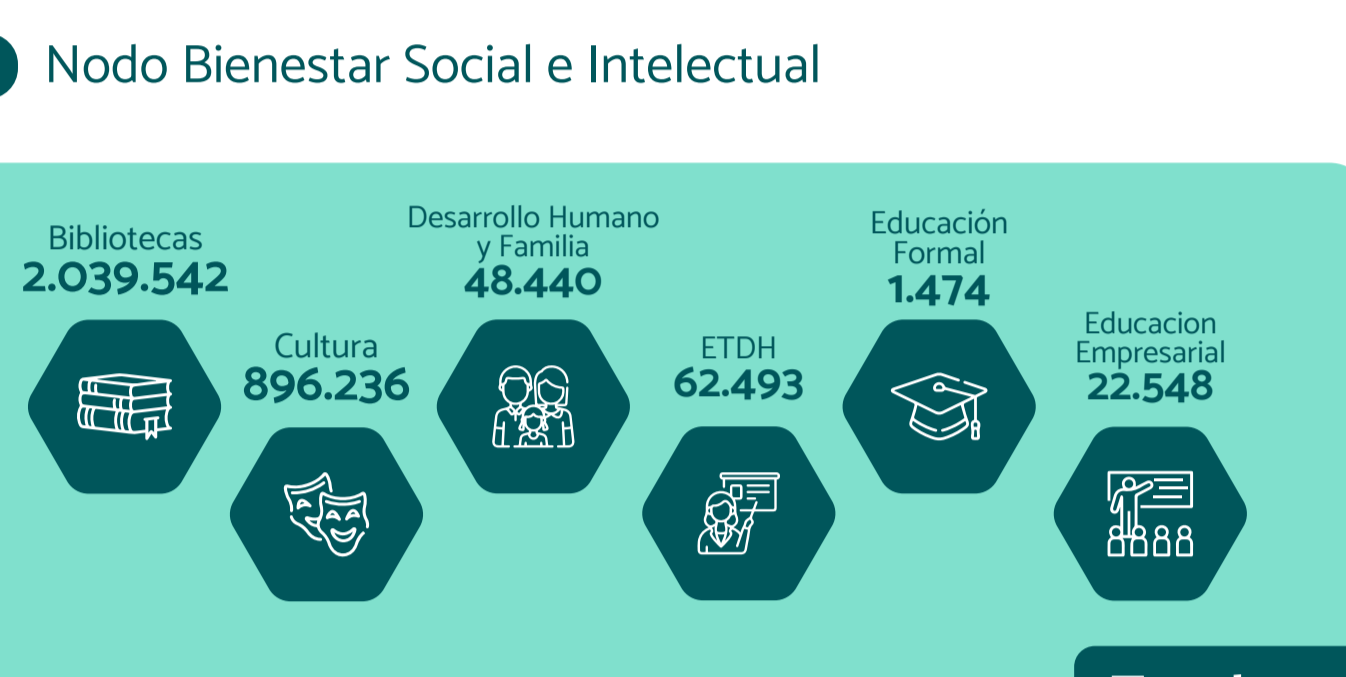 Nodo Bienestar Social e Intelectual
Bibliotecas
2.039.542
Cultura
896.236
Desarrollo Humano
y Familia
48.440
ETDH
62.493
Educación
Formal
1.474
Educacion
Empresarial
22.548